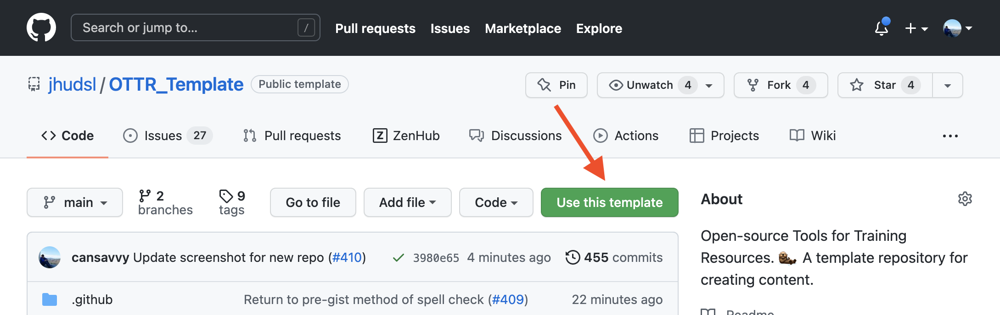 Search or jump to... / Pull requests Issues Marketplace Explore
jhudsl / OTTR_Template Public template Pin Unwatch 4 Fork 4 Star 4
Code Issues 27 Pull requests Z ZenHub Discussions Actions Projects Wiki ...
main 2 branches 9 tags Go to file Add file Code Use this template
About
cansavvy Update screenshot for new repo (#410) 3980e65 4 minutes ago 455 commits
.github Return to pre-gist method of spell check (#409) 22 minutes ago
Open-source Tools for Training
Resources. 🦦 A template repository for
creating content.
Readme